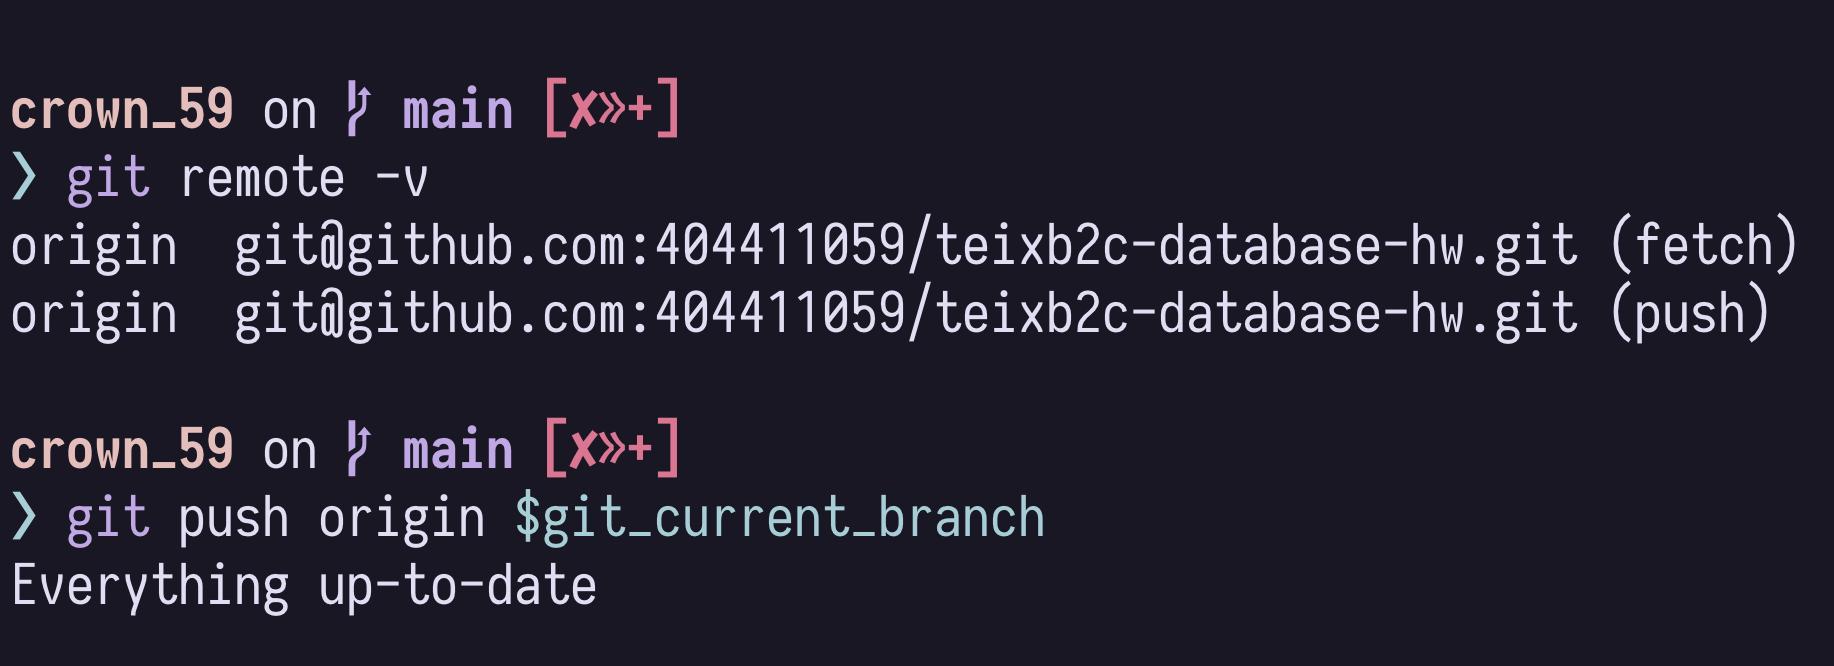 crown_59 on  main [✘»+]
❯ git remote -v
origin  git@github.com:404411059/teixb2c-database-hw.git (fetch)
origin  git@github.com:404411059/teixb2c-database-hw.git (push)
crown_59 on  main [✘»+]
❯ git push origin $git_current_branch
Everything up-to-date